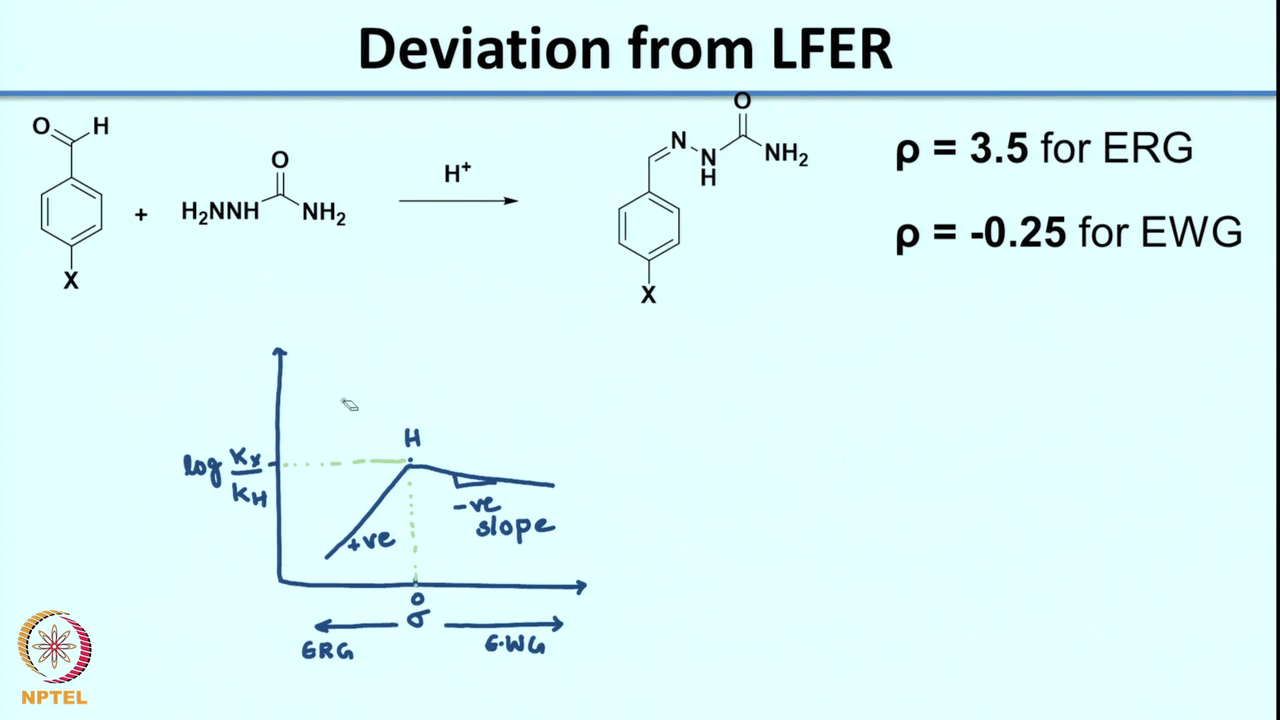 Deviation from LFER
O H
X
+
H₂NNH O NH₂
H⁺
O
N N H NH₂
X
ρ = 3.5 for ERG
ρ = -0.25 for EWG
H
log Kx/KH
+ve
-ve
slope
0
σ
ERG E.WG
NPTEL